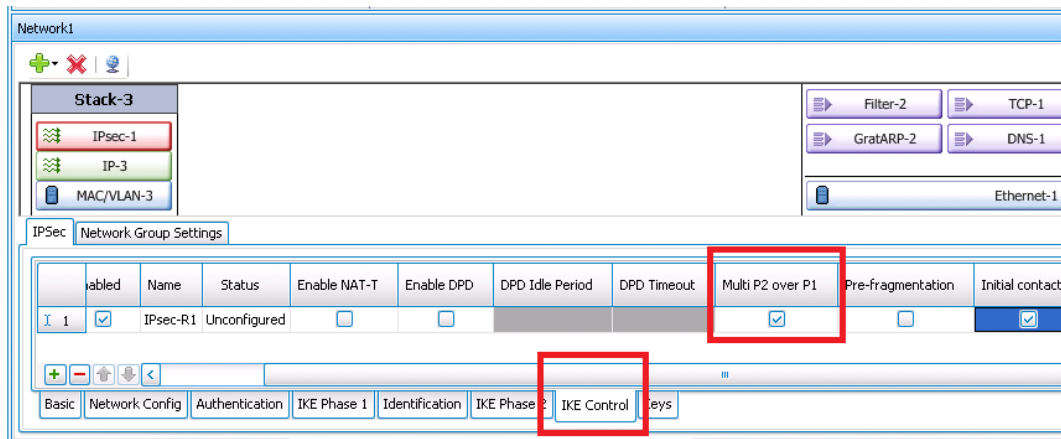 Network1
Stack-3
IPsec-1
IP-3
MAC/VLAN-3
Filter-2 TCP-1
GratARP-2 DNS-1
Ethernet-1
IPSec Network Group Settings
abled Name Status Enable NAT-T Enable DPD DPD Idle Period DPD Timeout Multi P2 over P1 Pre-fragmentation Initial contact
1 IPsec-R1 Unconfigured
Basic Network Config Authentication IKE Phase 1 Identification IKE Phase 2 IKE Control Keys